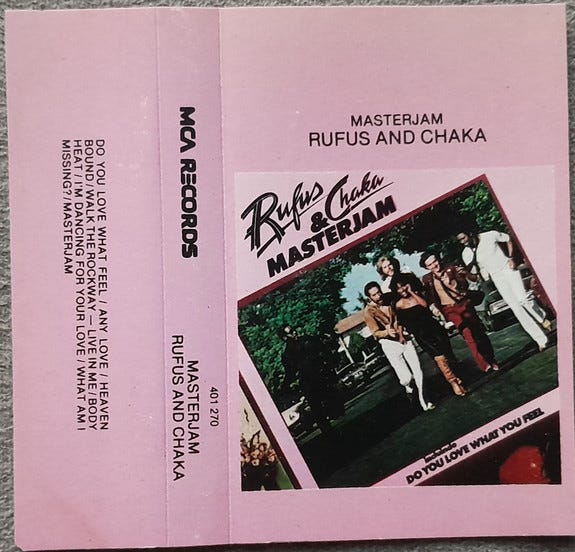 DO YOU LOVE WHAT FEEL / ANY LOVE / HEAVEN
BOUND / WALK THE ROCKWAY — LIVE IN ME / BODY
HEAT / I'M DANCING FOR YOUR LOVE / WHAT AM I
MISSING? / MASTERJAM
MCA RECORDS
401 270
MASTERJAM
RUFUS AND CHAKA
MASTERJAM
RUFUS AND CHAKA
Rufus
& Chaka
MASTERJAM
includes
DO YOU LOVE WHAT YOU FEEL